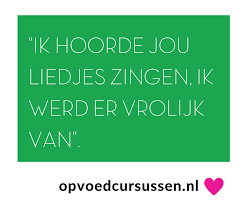 "IK HOORDE JOU
LIEDJES ZINGEN, IK
WERD ER VROLIJK
VAN".
opvoedcursussen.nl